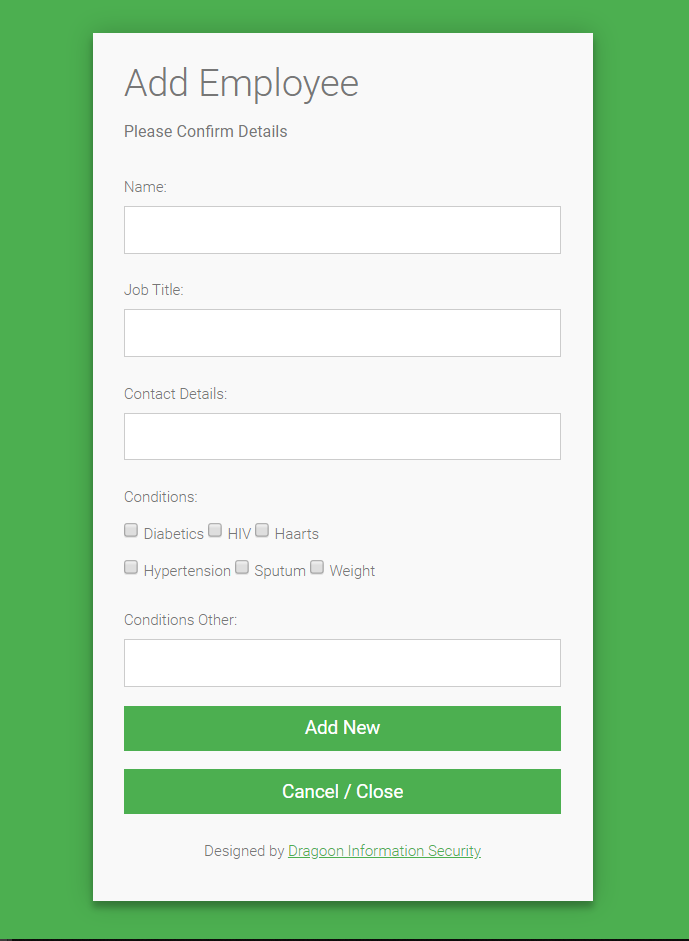 Add Employee
Please Confirm Details
Name:
Job Title:
Contact Details:
Conditions:
Diabetics HIV Haarts
Hypertension Sputum Weight
Conditions Other:
Add New
Cancel / Close
Designed by Dragoon Information Security